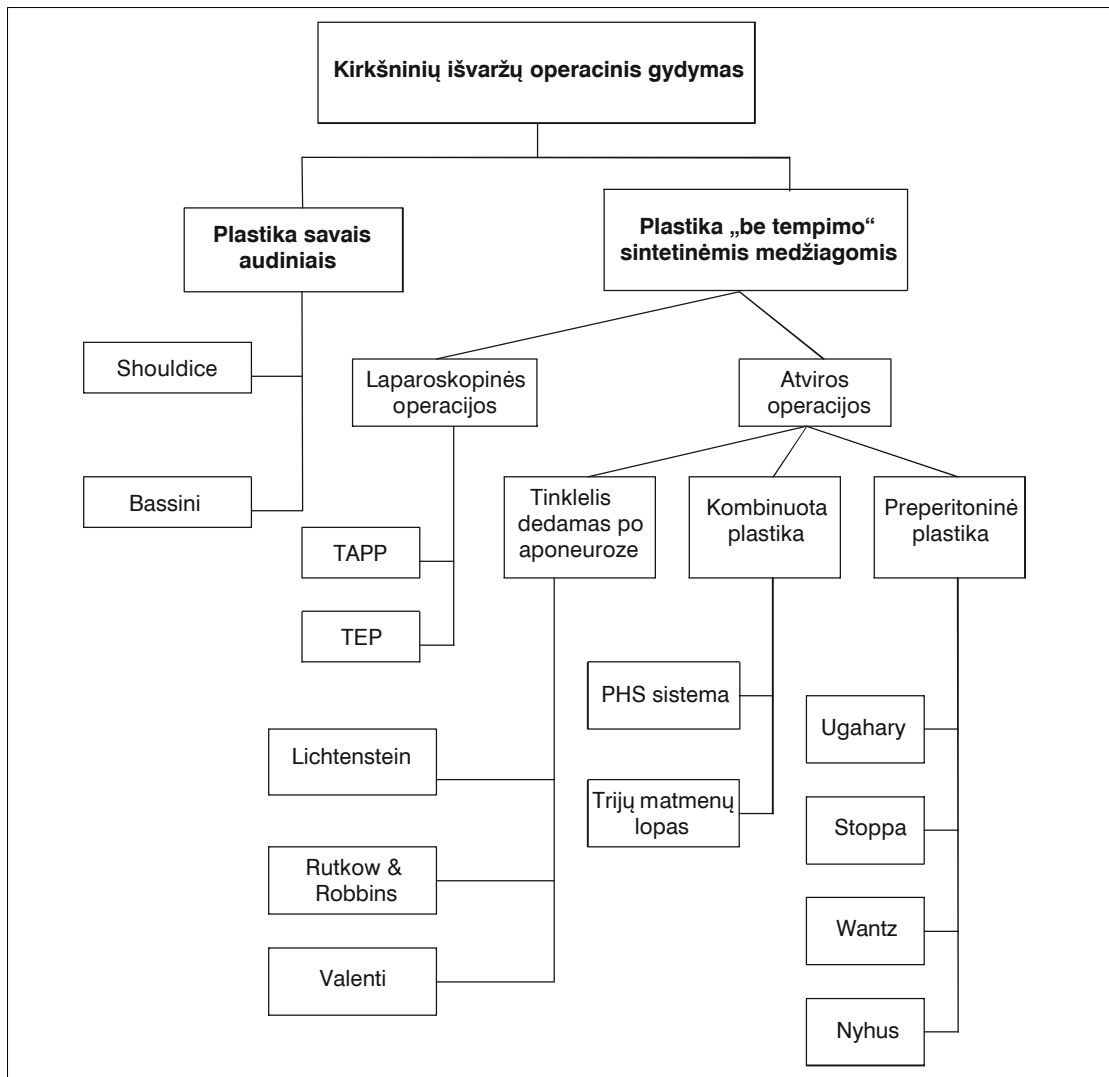 Kirkšninių išvaržų operacinis gydymas
Plastika savais
audiniais
Plastika „be tempimo“
sintetinėmis medžiagomis
Shouldice
Bassini
Laparoskopinės
operacijos
Atviros
operacijos
TAPP
TEP
Tinklelis
dedamas po
aponeuroze
Kombinuota
plastika
Preperitoninė
plastika
Lichtenstein
Rutkow &
Robbins
Valenti
PHS sistema
Trijų matmenų
lopas
Ugahary
Stoppa
Wantz
Nyhus